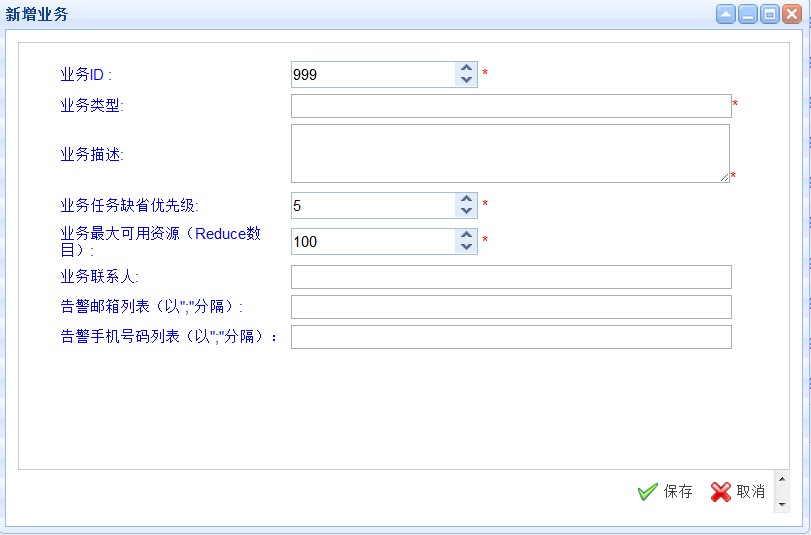 新增业务
业务ID : 999 *
业务类型: *
业务描述: *
业务任务缺省优先级: 5 *
业务最大可用资源（Reduce数
目）: 100 *
业务联系人:
告警邮箱列表（以";"分隔）:
告警手机号码列表（以";"分隔）：
保存 取消